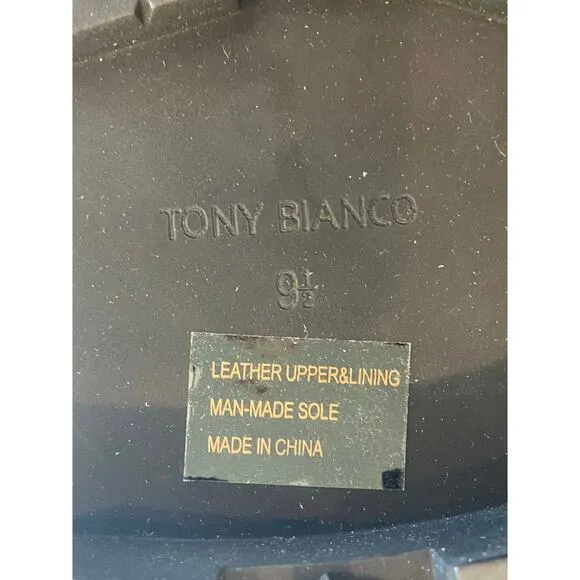 TONY BIANCO
9½
LEATHER UPPER&LINING
MAN-MADE SOLE
MADE IN CHINA